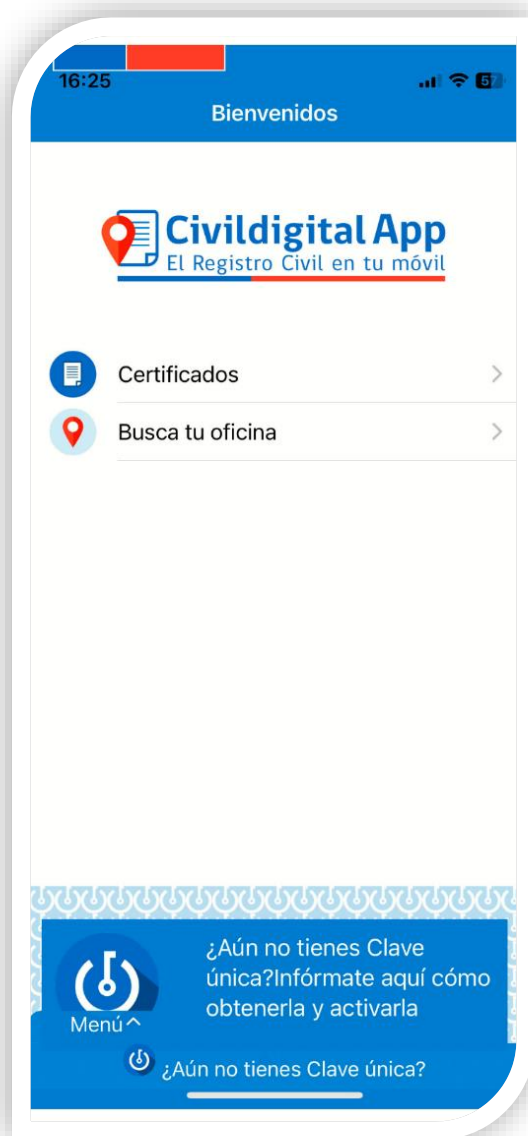 16:25
57
Bienvenidos
Civildigital App
El Registro Civil en tu móvil
Certificados
Busca tu oficina
¿Aún no tienes Clave
única?Infórmate aquí cómo
obtenerla y activarla
Menú
¿Aún no tienes Clave única?